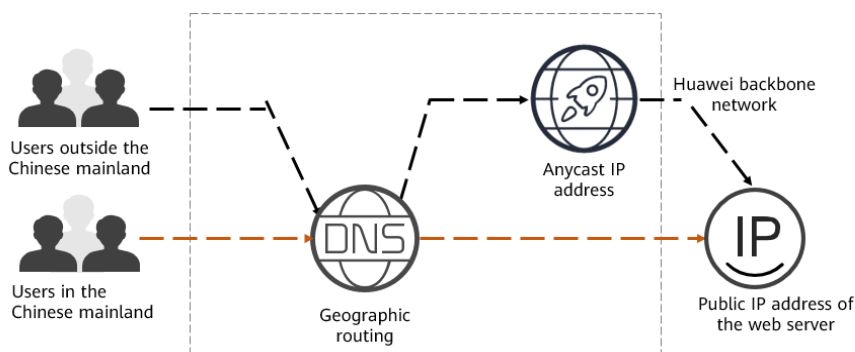 Users outside the
Chinese mainland
Huawei backbone
network
Anycast IP
address
DNS
IP
Users in the
Chinese mainland
Geographic
routing
Public IP address of
the web server